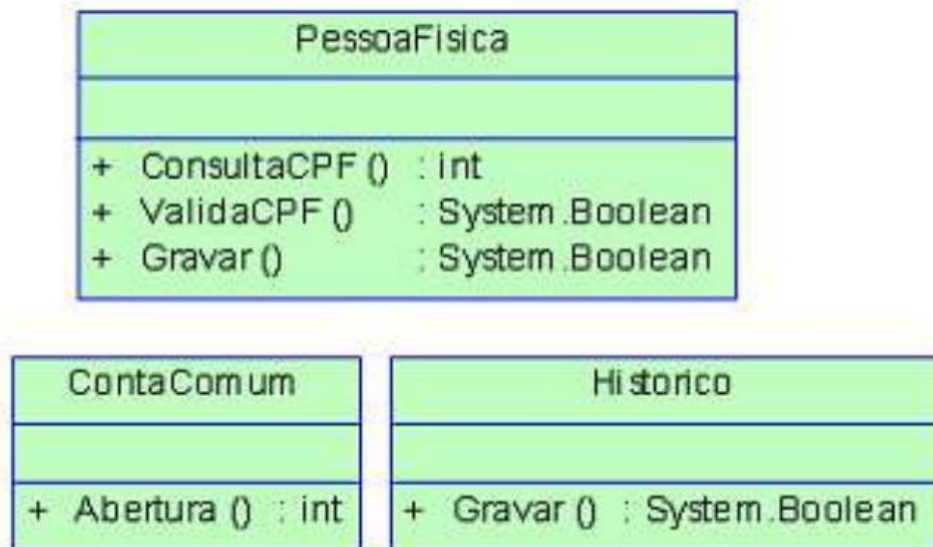 PessoaFisica
+ ConsultaCPF () : int
+ ValidaCPF () : System.Boolean
+ Gravar () : System.Boolean
ContaComum
+ Abertura () : int
Historico
+ Gravar () : System.Boolean